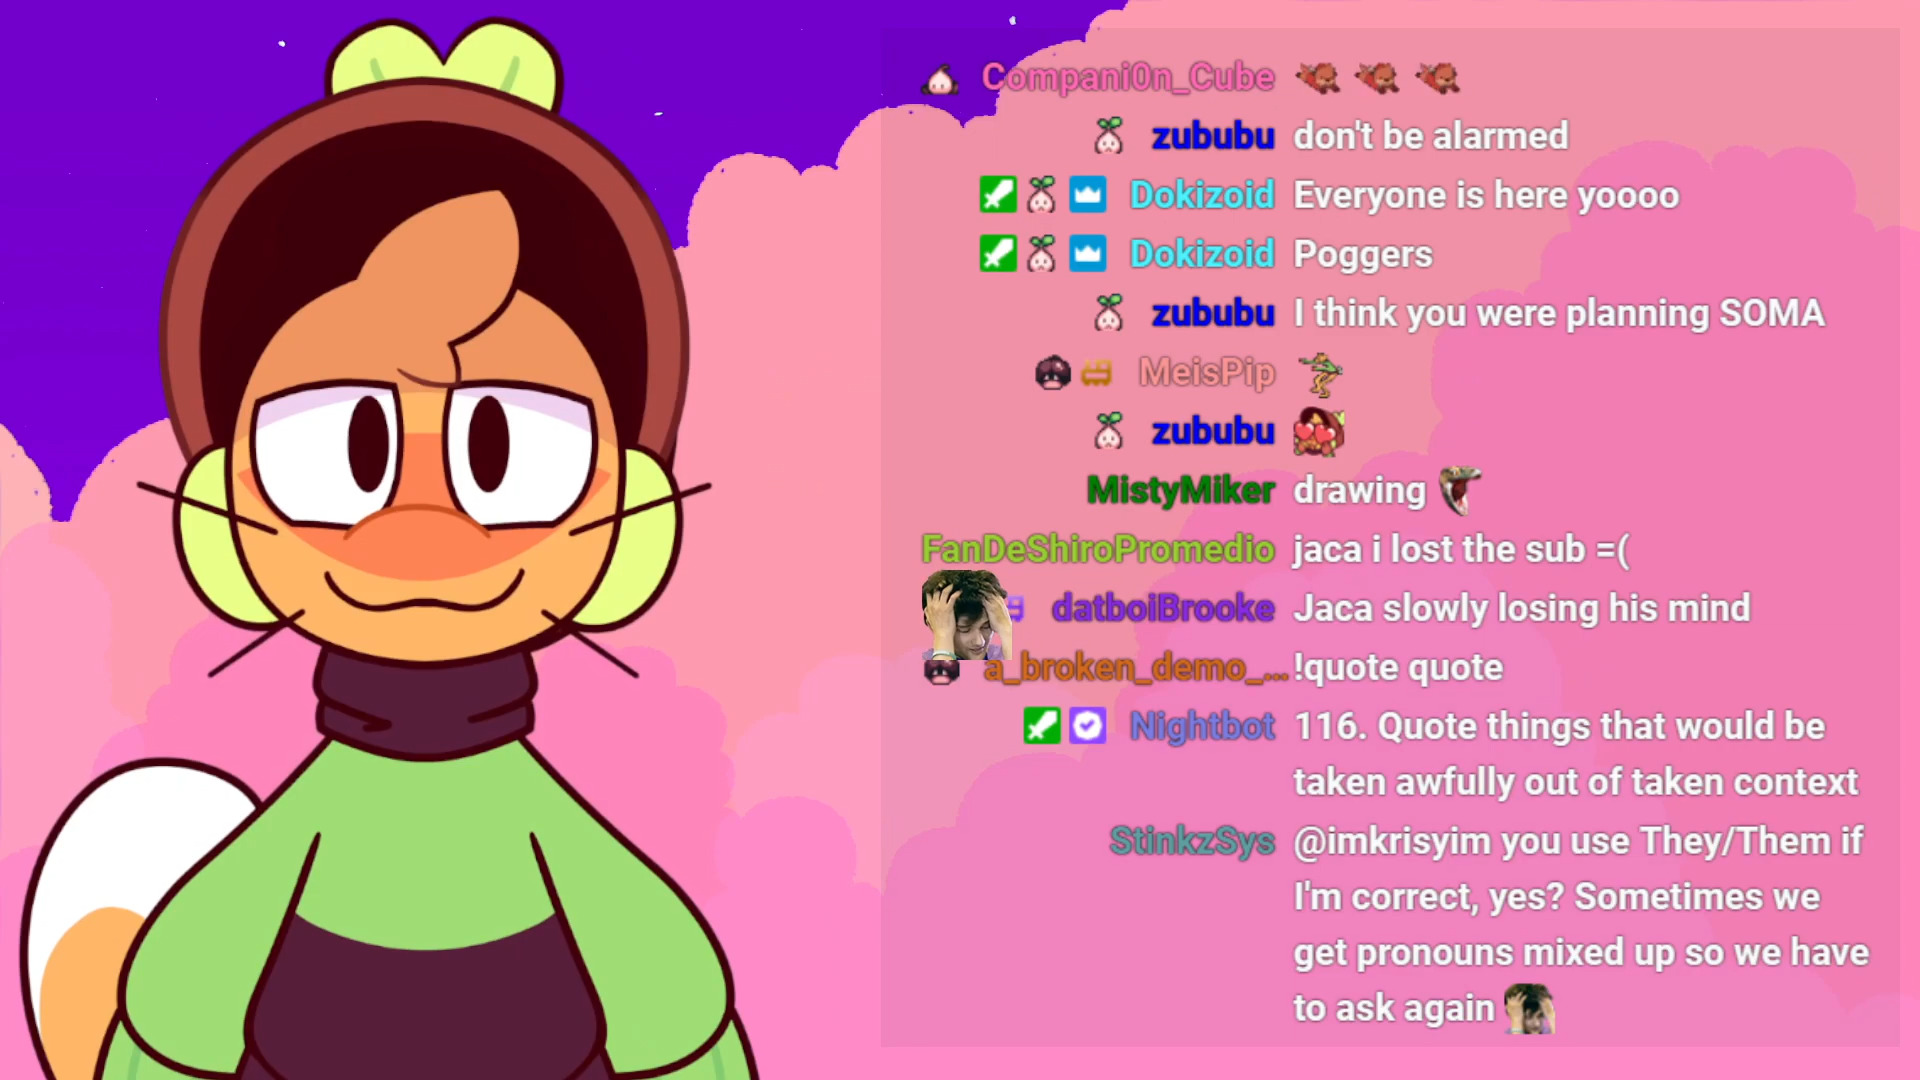 Compani0n_Cube
zububu don't be alarmed
Dokizoid Everyone is here yoooo
Dokizoid Poggers
zububu I think you were planning SOMA
MeisPip
zububu
MistyMiker drawing
FanDeShiroPromedio jaca i lost the sub =(
datboiBrooke Jaca slowly losing his mind
a_broken_demo_... !quote quote
Nightbot 116. Quote things that would be
taken awfully out of taken context
StinkzSys @imkrisyim you use They/Them if
I'm correct, yes? Sometimes we
get pronouns mixed up so we have
to ask again